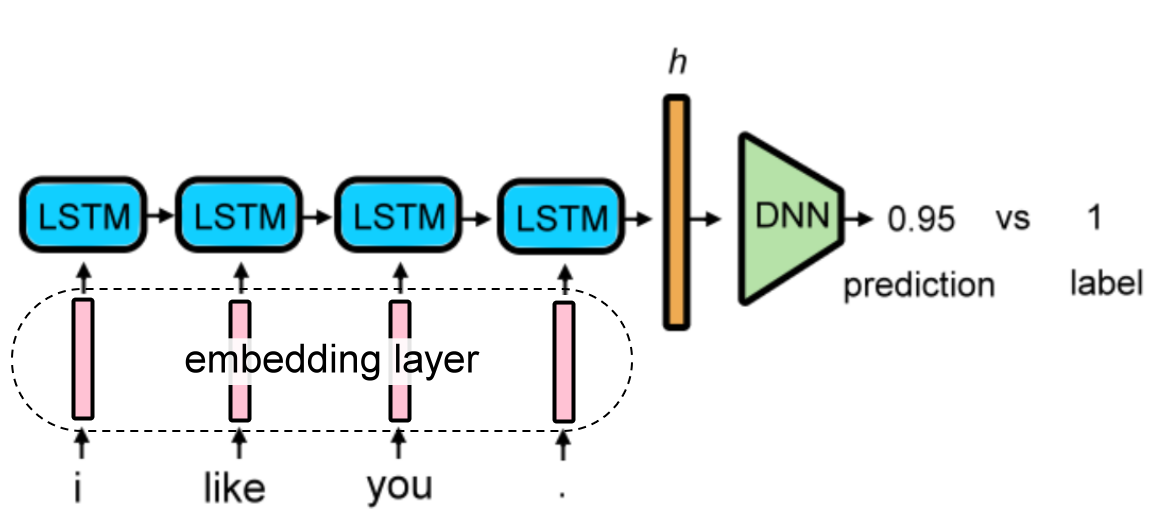 h
LSTM LSTM LSTM LSTM DNN 0.95 vs 1
prediction label
embedding layer
i like you .